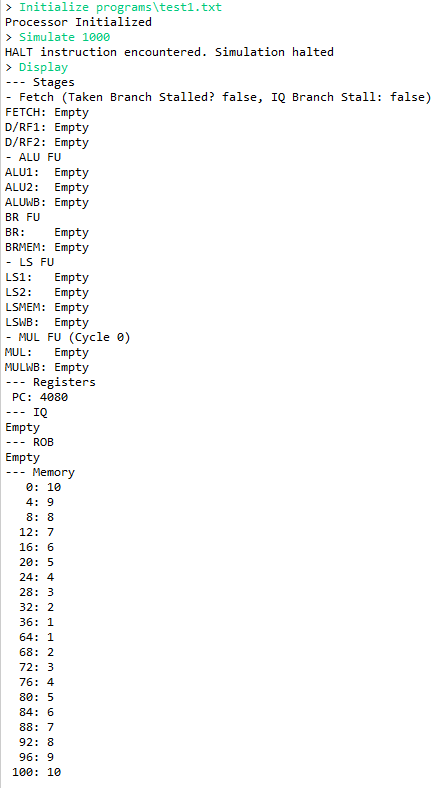 > Initialize programs\test1.txt
Processor Initialized
> Simulate 1000
HALT instruction encountered. Simulation halted
> Display
--- Stages
- Fetch (Taken Branch Stalled? false, IQ Branch Stall: false)
FETCH: Empty
D/RF1: Empty
D/RF2: Empty
- ALU FU
ALU1:  Empty
ALU2:  Empty
ALUWB: Empty
BR FU
BR:    Empty
BRMEM: Empty
- LS FU
LS1:   Empty
LS2:   Empty
LSMEM: Empty
LSWB:  Empty
- MUL FU (Cycle 0)
MUL:   Empty
MULWB: Empty
--- Registers
 PC: 4080
--- IQ
Empty
--- ROB
Empty
--- Memory
   0: 10
   4: 9
   8: 8
  12: 7
  16: 6
  20: 5
  24: 4
  28: 3
  32: 2
  36: 1
  64: 1
  68: 2
  72: 3
  76: 4
  80: 5
  84: 6
  88: 7
  92: 8
  96: 9
 100: 10